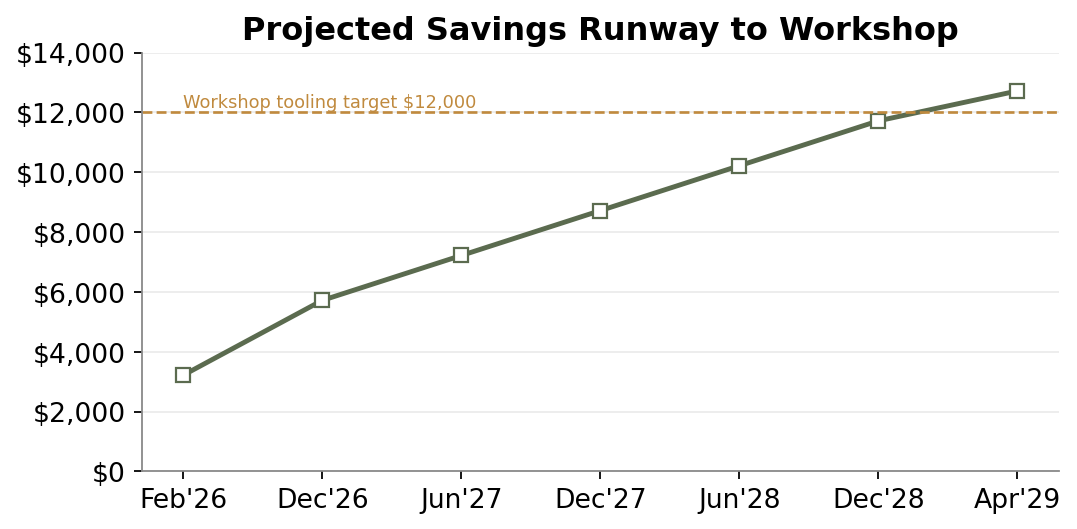 Projected Savings Runway to Workshop
$14,000
Workshop tooling target $12,000
$12,000
$10,000
$8,000
$6,000
$4,000
$2,000
$0
Feb'26 Dec'26 Jun'27 Dec'27 Jun'28 Dec'28 Apr'29